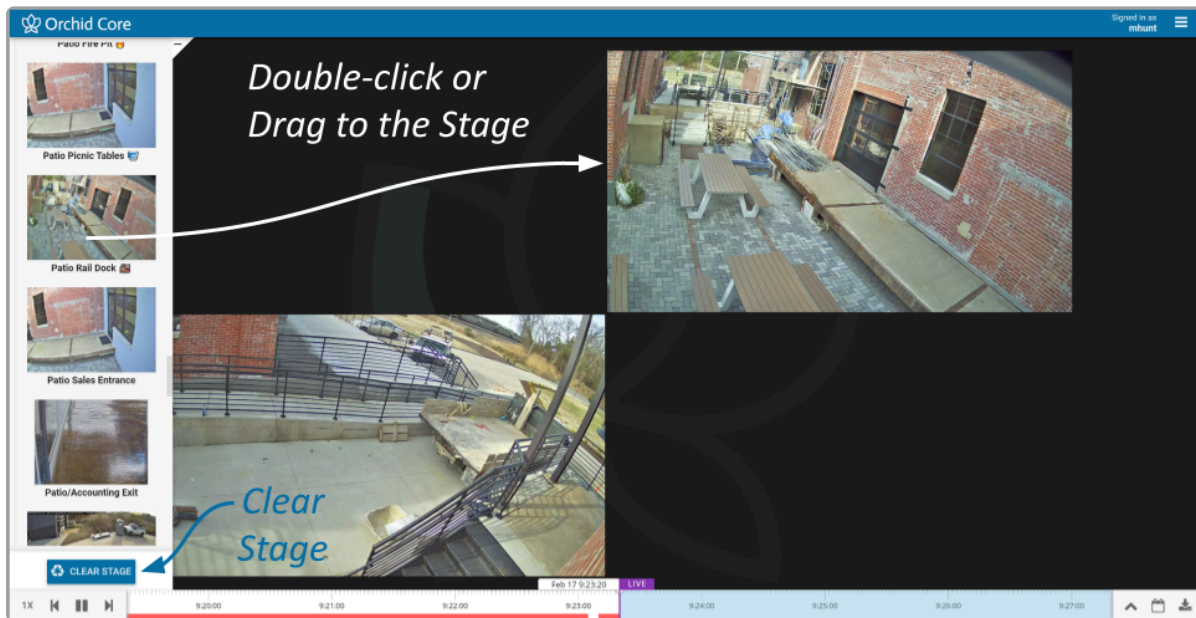 Orchid Core
Signed in as
mhunt
Patio Fire Pit 🔥
Double-click or
Drag to the Stage
Patio Picnic Tables
Patio Rail Dock
Patio Sales Entrance
Patio/Accounting Exit
Clear
Stage
CLEAR STAGE
Feb 17 9:23:20 LIVE
1X 9:20:00 9:21:00 9:22:00 9:23:00 9:24:00 9:25:00 9:26:00 9:27:00